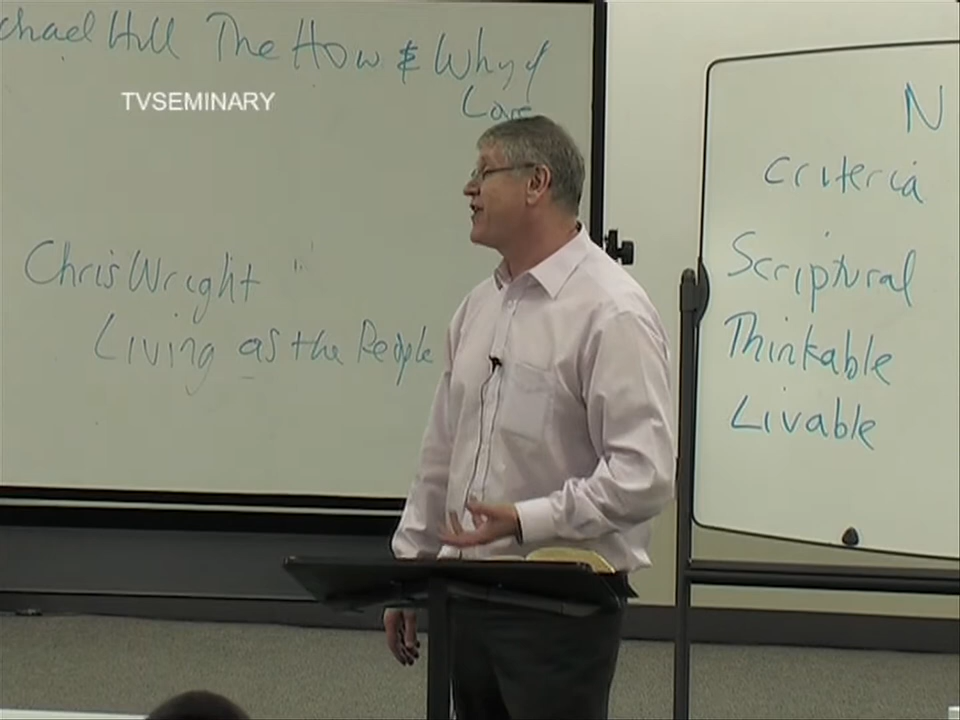 chael Hill The How & Why of
Love
TVSEMINARY
Chris Wright
Living as the People
N
Criteria
Scriptural
Thinkable
Livable